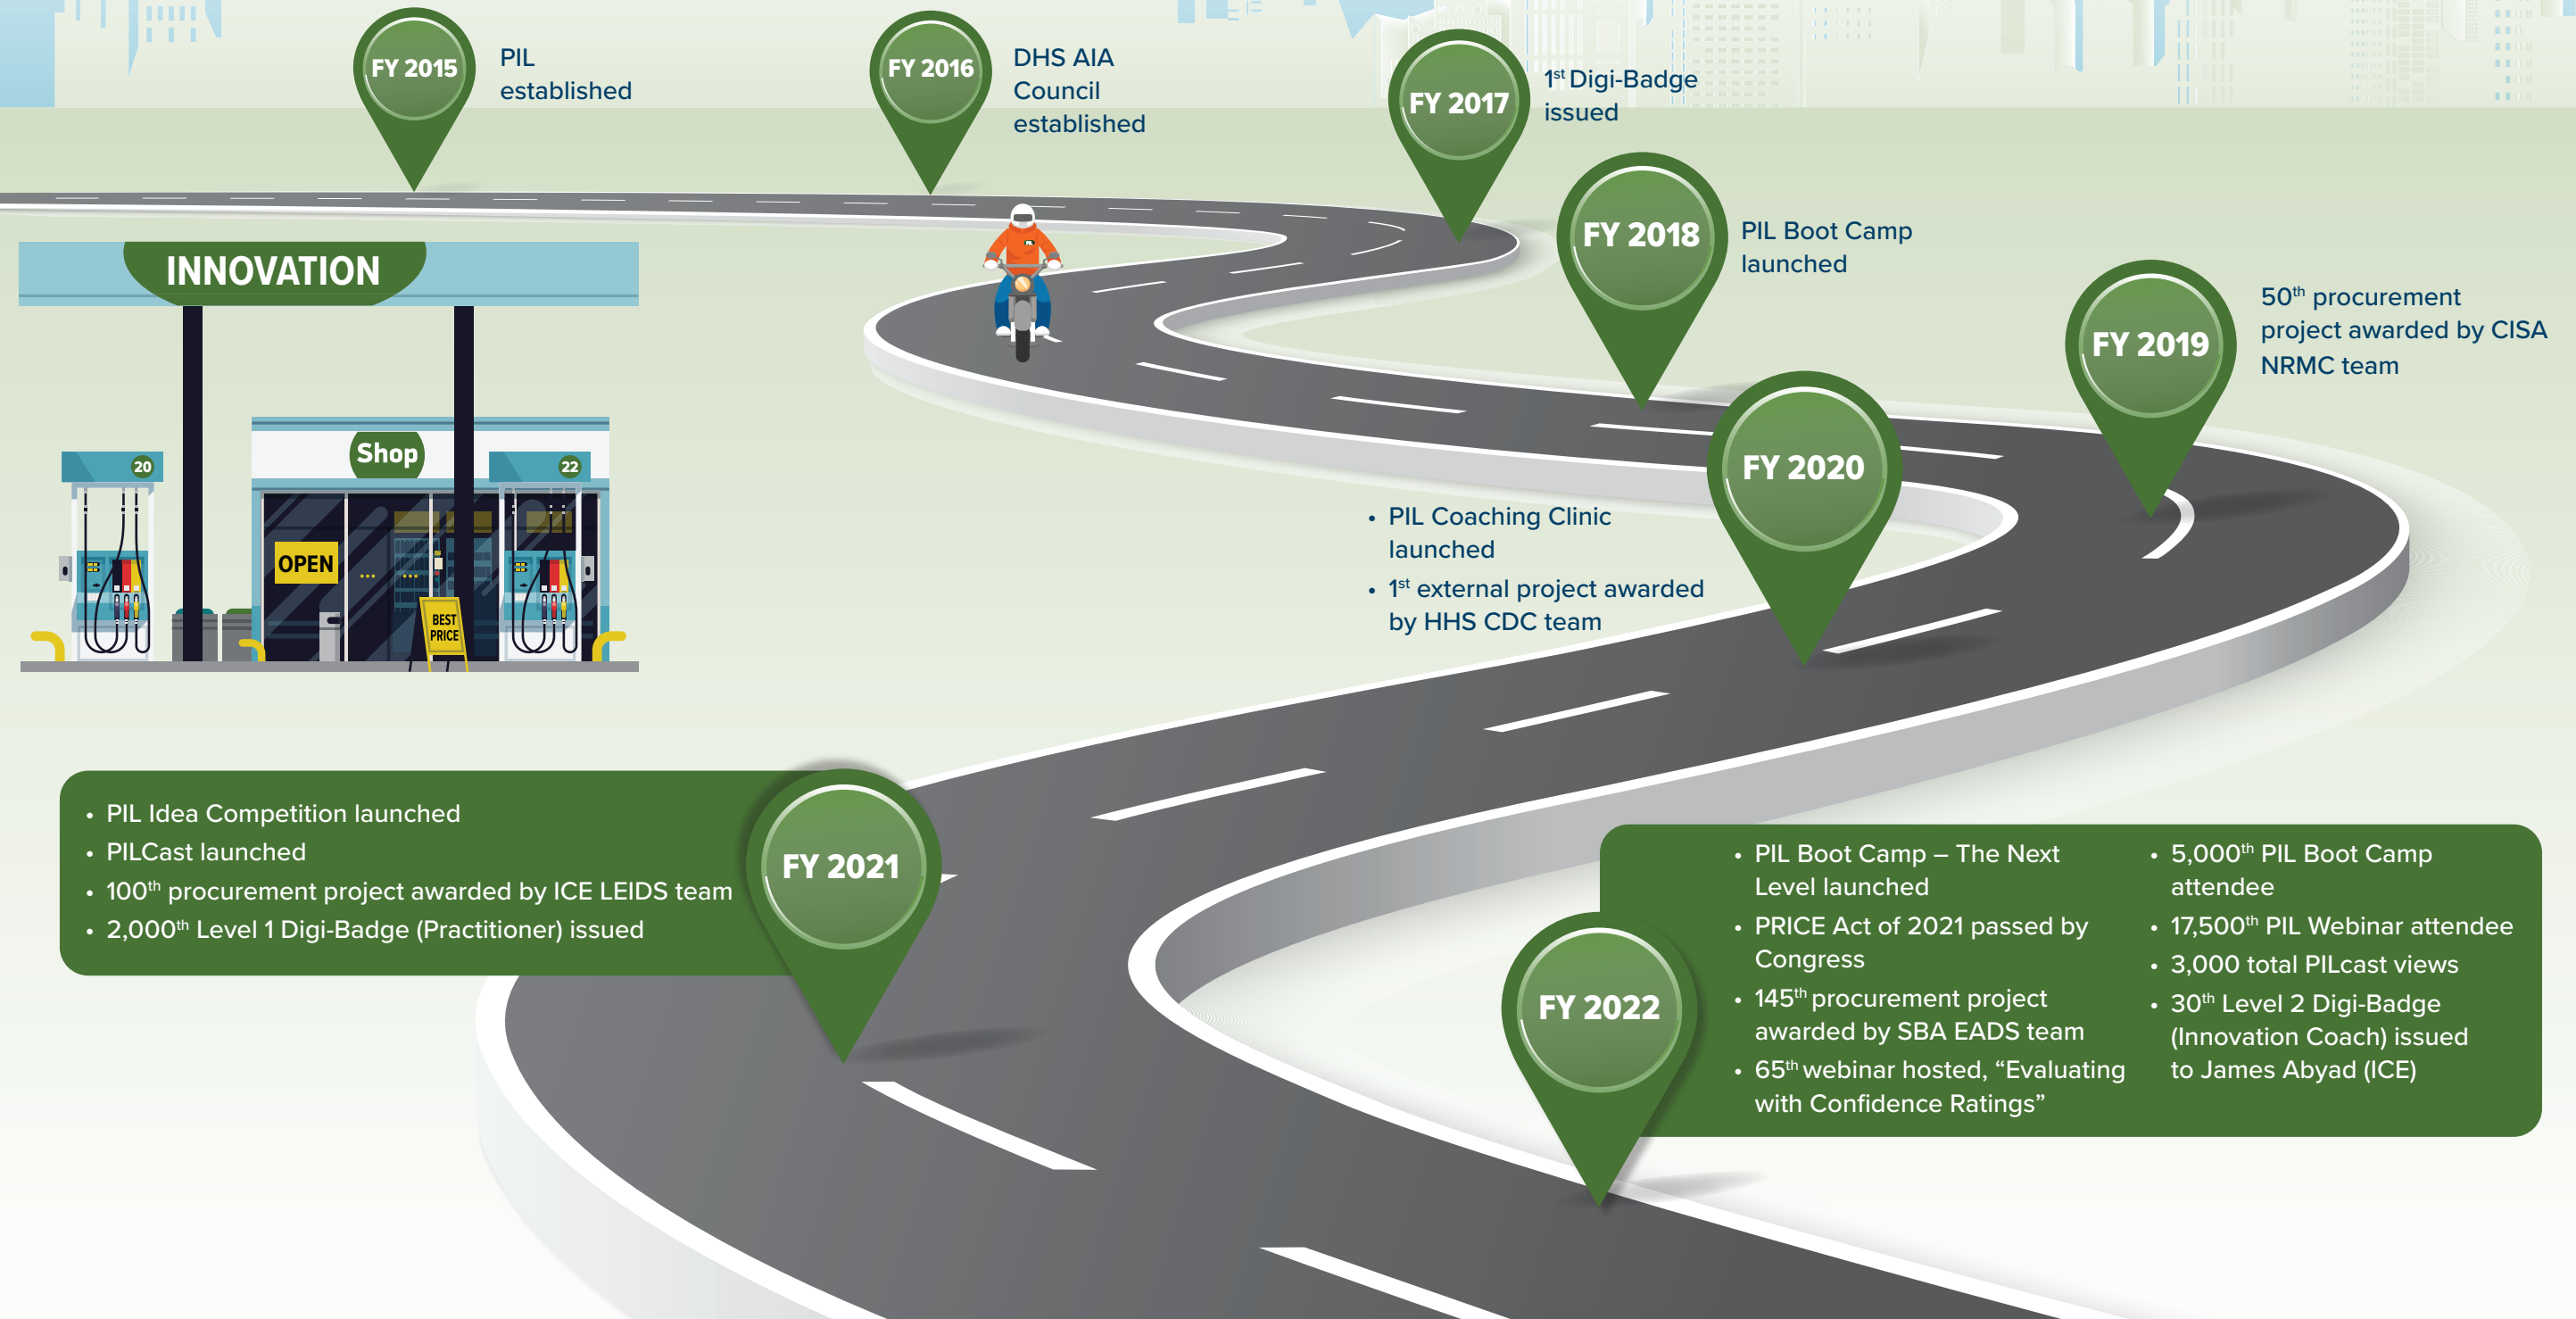 FY 2015
PIL
established
FY 2016
DHS AIA
Council
established
FY 2017
1st Digi-Badge
issued
FY 2018
PIL Boot Camp
launched
FY 2019
50th procurement
project awarded by CISA
NRMC team
INNOVATION
Shop
20
22
OPEN
BEST
PRICE
FY 2020
• PIL Coaching Clinic
launched
• 1st external project awarded
by HHS CDC team
FY 2021
• PIL Idea Competition launched
• PILCast launched
• 100th procurement project awarded by ICE LEIDS team
• 2,000th Level 1 Digi-Badge (Practitioner) issued
FY 2022
• PIL Boot Camp – The Next
Level launched
• PRICE Act of 2021 passed by
Congress
• 145th procurement project
awarded by SBA EADS team
• 65th webinar hosted, “Evaluating
with Confidence Ratings”
• 5,000th PIL Boot Camp
attendee
• 17,500th PIL Webinar attendee
• 3,000 total PILcast views
• 30th Level 2 Digi-Badge
(Innovation Coach) issued
to James Abyad (ICE)